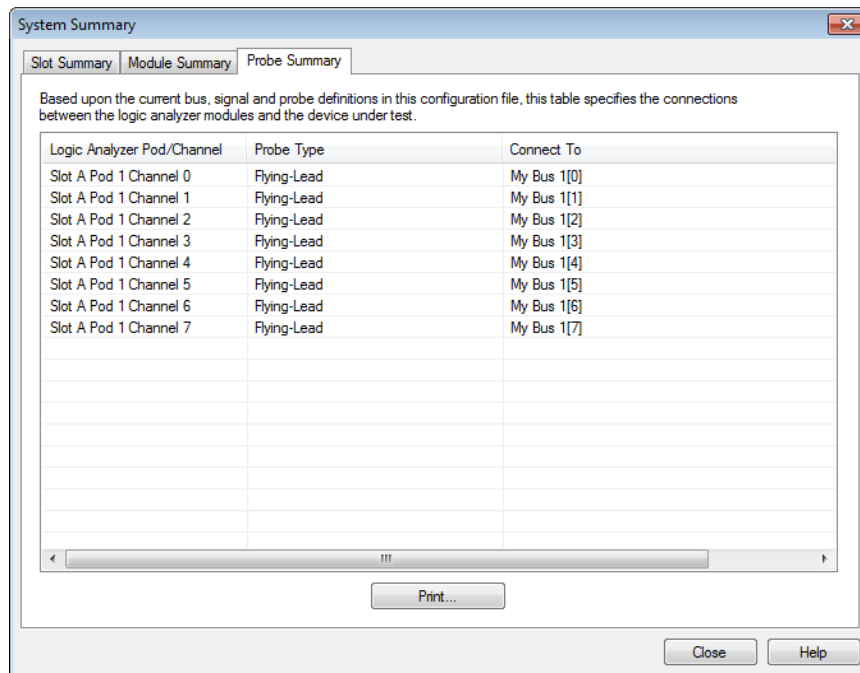 System Summary
Slot Summary Module Summary Probe Summary
Based upon the current bus, signal and probe definitions in this configuration file, this table specifies the connections
between the logic analyzer modules and the device under test.
Logic Analyzer Pod/Channel Probe Type Connect To
Slot A Pod 1 Channel 0 Flying-Lead My Bus 1[0]
Slot A Pod 1 Channel 1 Flying-Lead My Bus 1[1]
Slot A Pod 1 Channel 2 Flying-Lead My Bus 1[2]
Slot A Pod 1 Channel 3 Flying-Lead My Bus 1[3]
Slot A Pod 1 Channel 4 Flying-Lead My Bus 1[4]
Slot A Pod 1 Channel 5 Flying-Lead My Bus 1[5]
Slot A Pod 1 Channel 6 Flying-Lead My Bus 1[6]
Slot A Pod 1 Channel 7 Flying-Lead My Bus 1[7]
Print...
Close Help